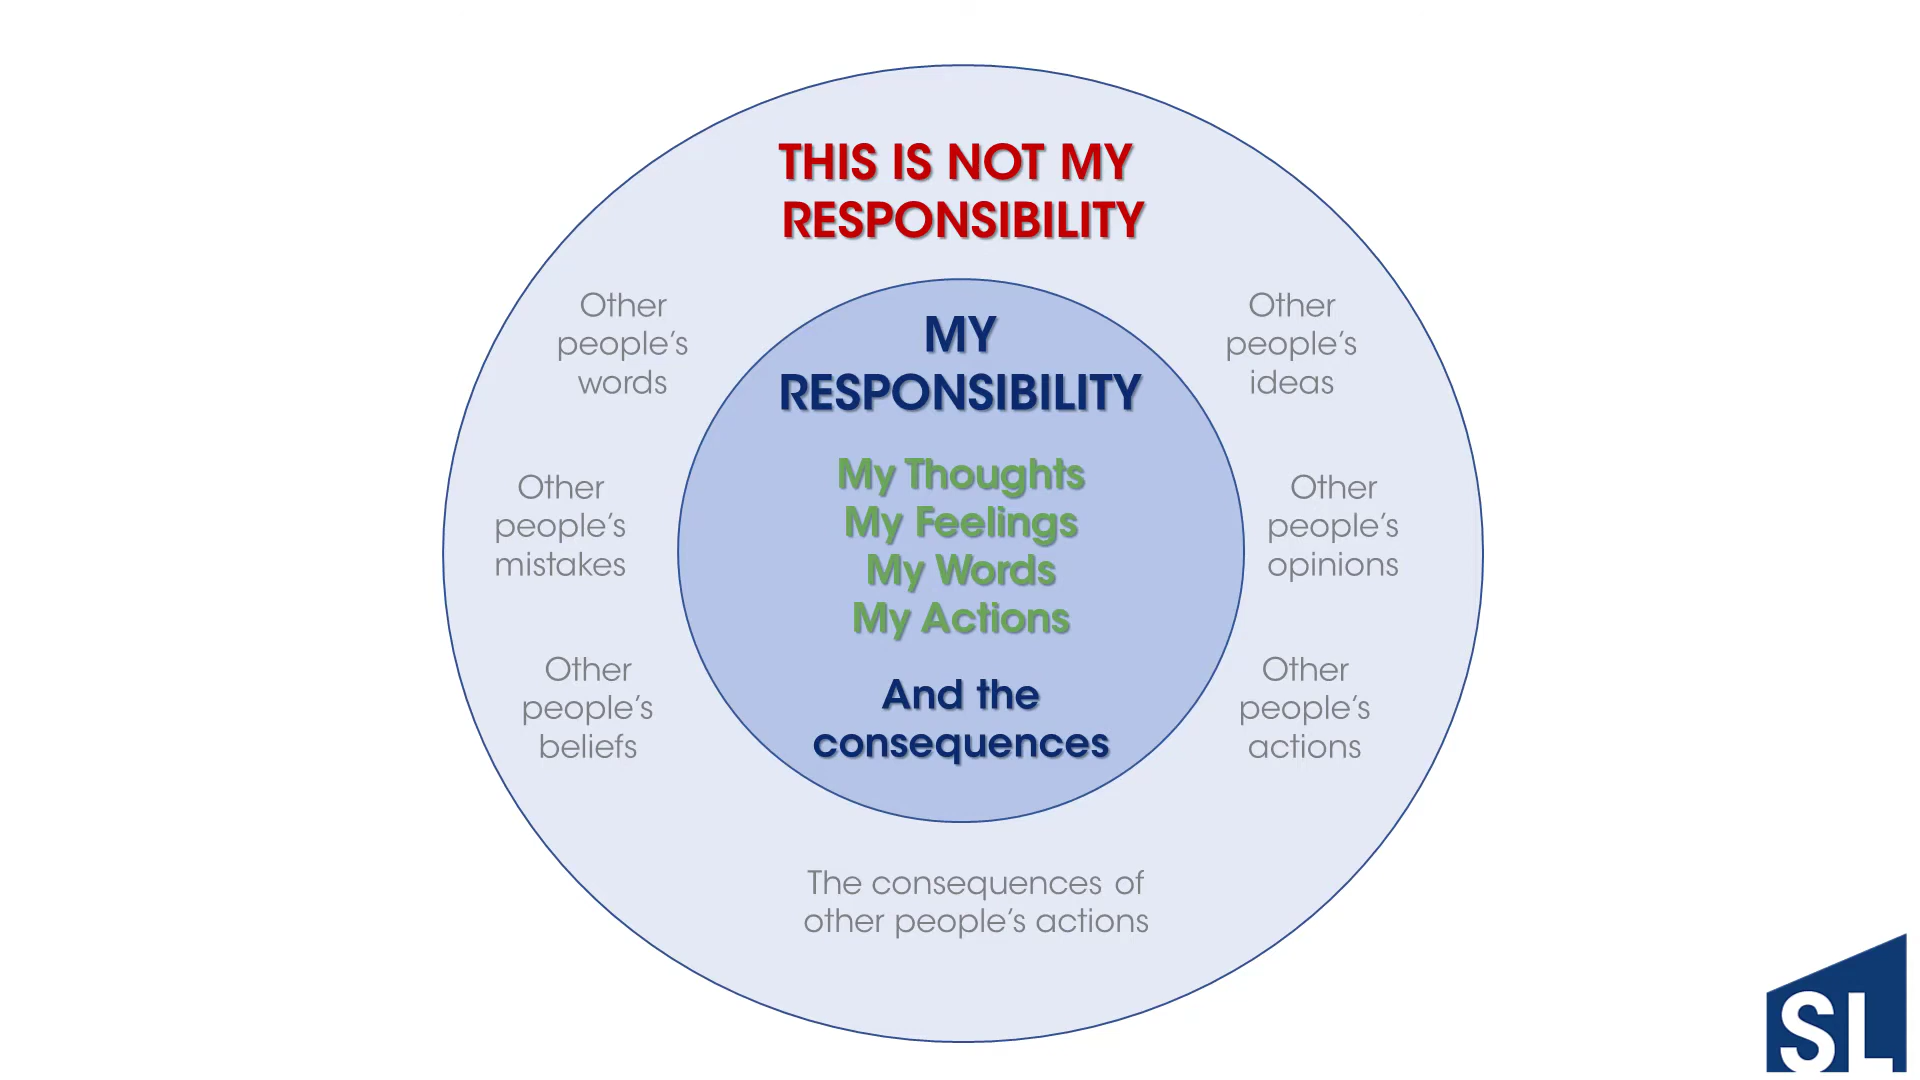 THIS IS NOT MY
RESPONSIBILITY
Other
people's
words
Other
people's
ideas
MY
RESPONSIBILITY
Other
people's
mistakes
My Thoughts
My Feelings
My Words
My Actions
Other
people's
opinions
Other
people's
beliefs
And the
consequences
Other
people's
actions
The consequences of
other people's actions
SL